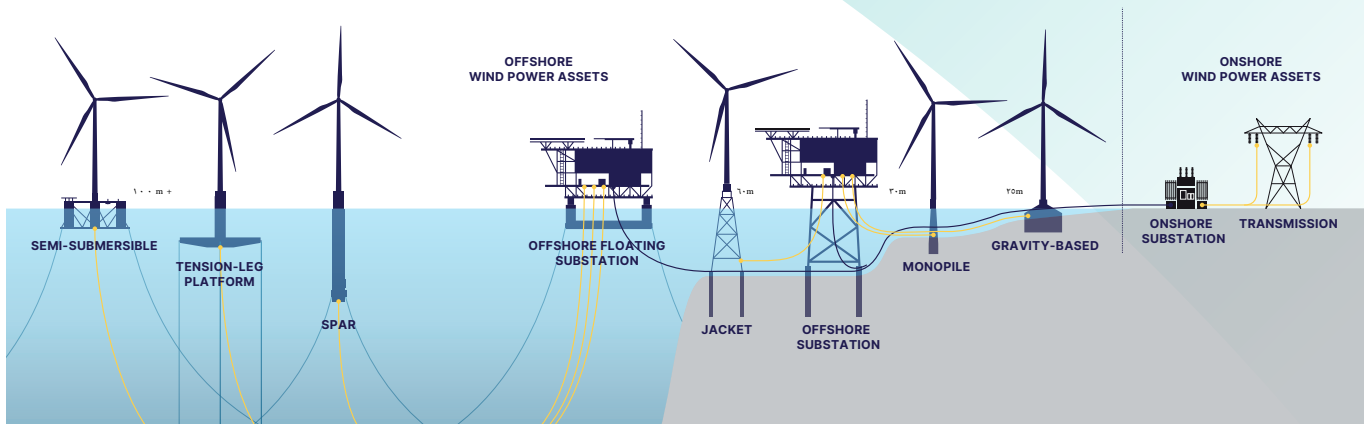 OFFSHORE
WIND POWER ASSETS
ONSHORE
WIND POWER ASSETS
١٠٠ m +
٦٠m
٣٠m
٢٥m
SEMI-SUBMERSIBLE
TENSION-LEG
PLATFORM
SPAR
OFFSHORE FLOATING
SUBSTATION
JACKET
OFFSHORE
SUBSTATION
MONOPILE
GRAVITY-BASED
ONSHORE
SUBSTATION
TRANSMISSION